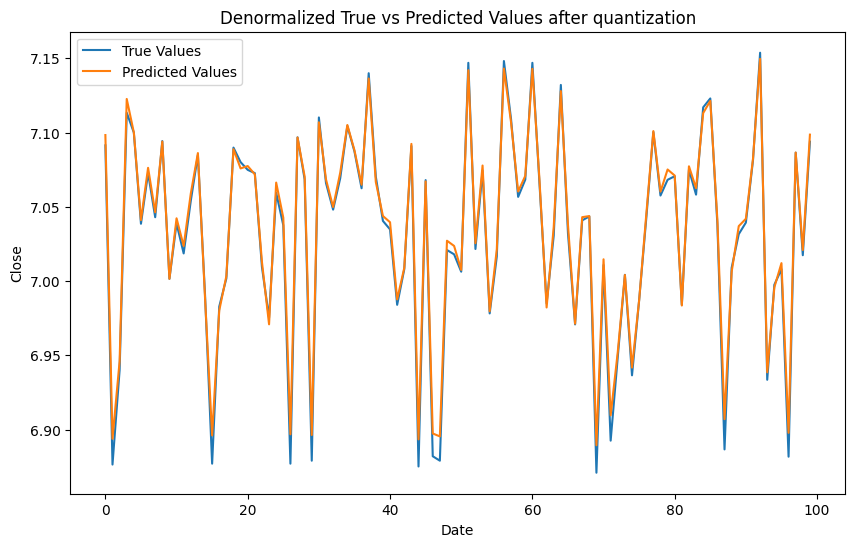 Denormalized True vs Predicted Values after quantization
True Values
Predicted Values
7.15
7.10
7.05
7.00
6.95
6.90
Close
0 20 40 60 80 100
Date